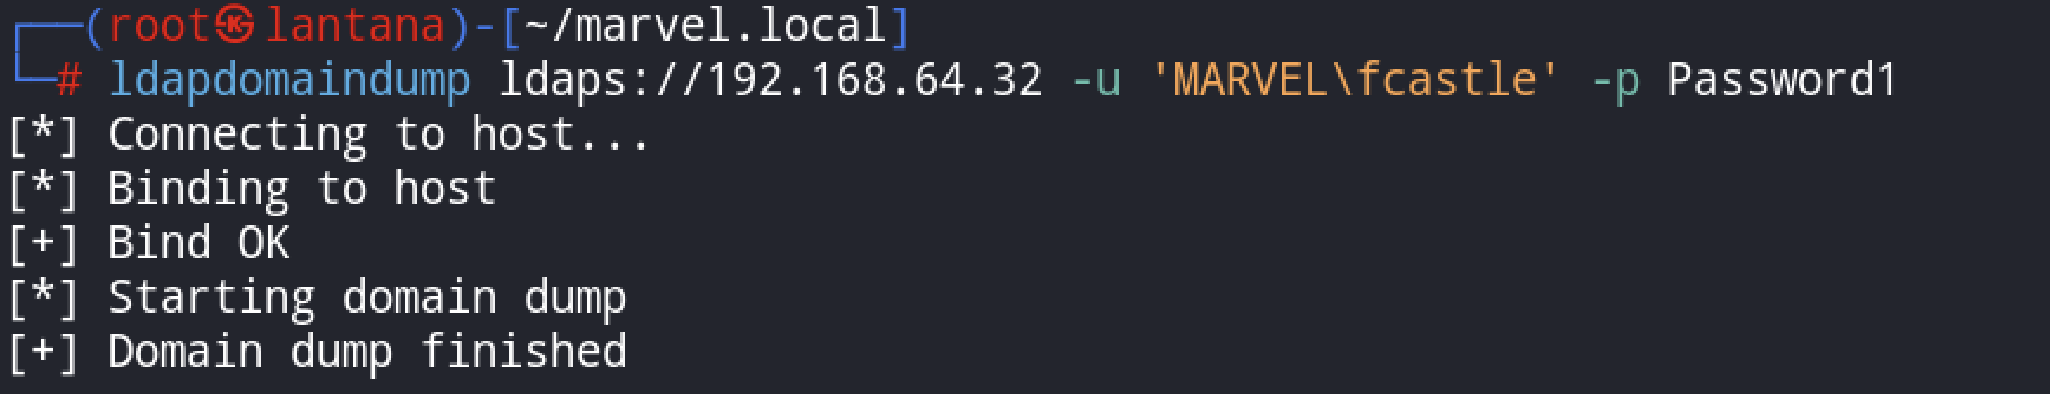 ┌──(root㉿lantana)-[~/marvel.local]
└─# ldapdomaindump ldaps://192.168.64.32 -u 'MARVEL\fcastle' -p Password1
[*] Connecting to host...
[*] Binding to host
[+] Bind OK
[*] Starting domain dump
[+] Domain dump finished